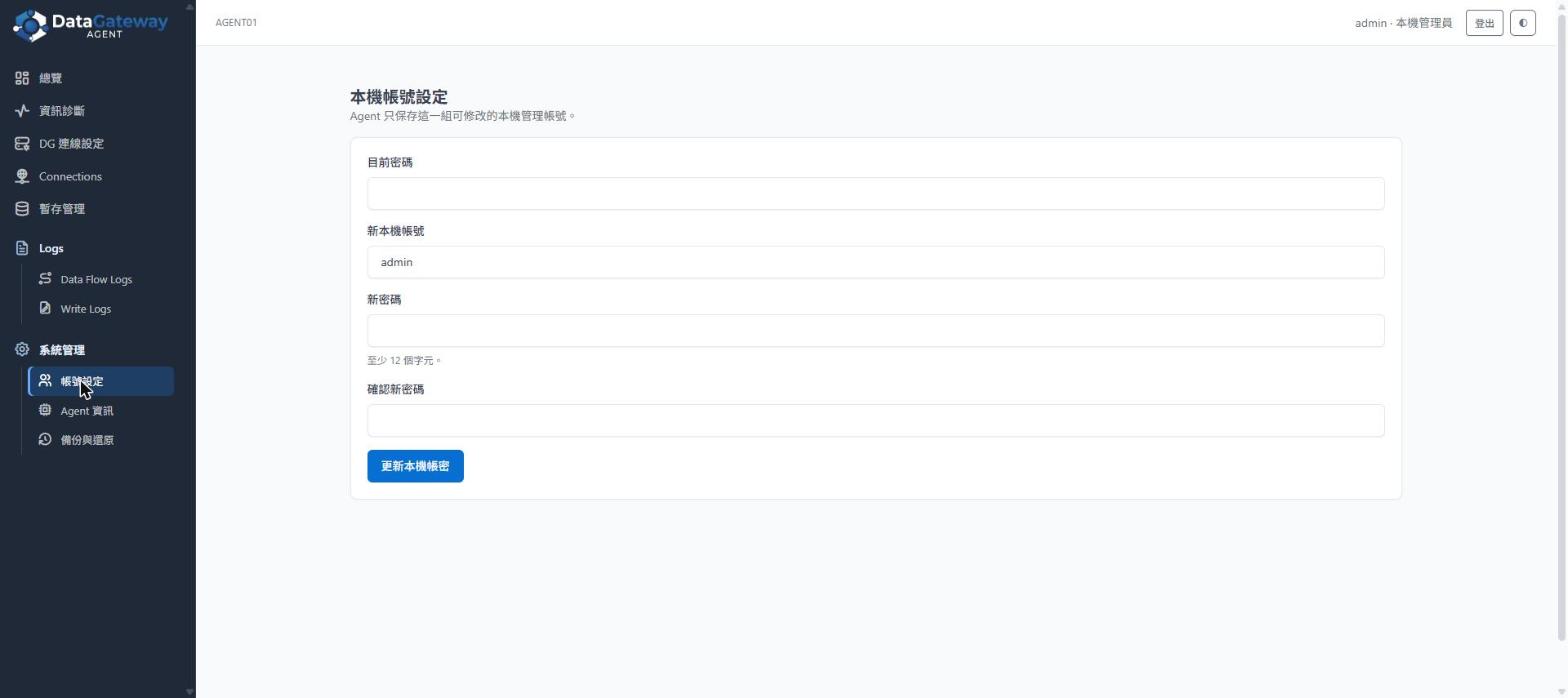 DataGateway
AGENT
總覽
資訊診斷
DG 連線設定
Connections
暫存管理
Logs
Data Flow Logs
Write Logs
系統管理
帳號設定
Agent 資訊
備份與還原
AGENT01
admin · 本機管理員
登出
本機帳號設定
Agent 只保存這一組可修改的本機管理帳號。
目前密碼
新本機帳號
admin
新密碼
至少 12 個字元。
確認新密碼
更新本機帳密